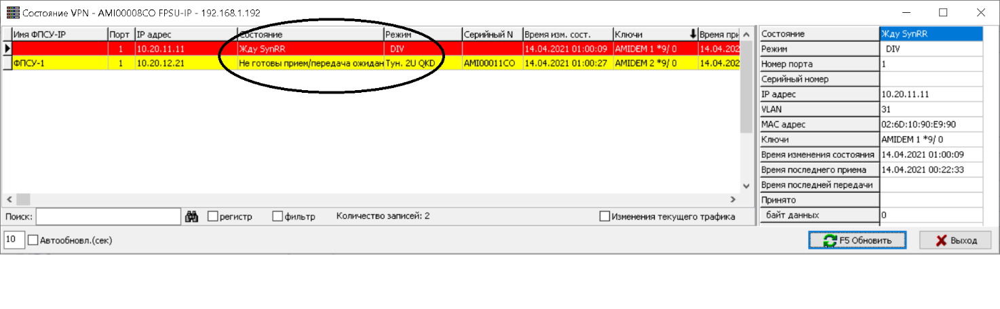 Состояние VPN - AMI00008CO FPSU-IP - 192.168.1.192
Имя ФПСУ-IP Порт IP адрес Состояние Режим Серийный N Время изм. сост. Ключи Время при
1 10.20.11.11 Жду SynRR DIV 14.04.2021 01:00:09 AMIDEM 1 *9/ 0 14.04.202
ФПСУ-1 1 10.20.12.21 Не готовы прием/передача ожидан Тун. 2U QKD AMI00011CO 14.04.2021 01:00:27 AMIDEM 2 *9/ 0 14.04.202
Состояние Жду SynRR
Режим DIV
Номер порта 1
Серийный номер
IP адрес 10.20.11.11
VLAN 31
MAC адрес 02:6D:10:90:E9:90
Ключи AMIDEM 1 *9/ 0
Время изменения состояния 14.04.2021 01:00:09
Время последнего приема 14.04.2021 00:22:33
Время последней передачи
Принято
байт данных 0
Поиск: регистр фильтр Количество записей: 2 Изменения текущего трафика
10 Автообновл.(сек) F5 Обновить Выход